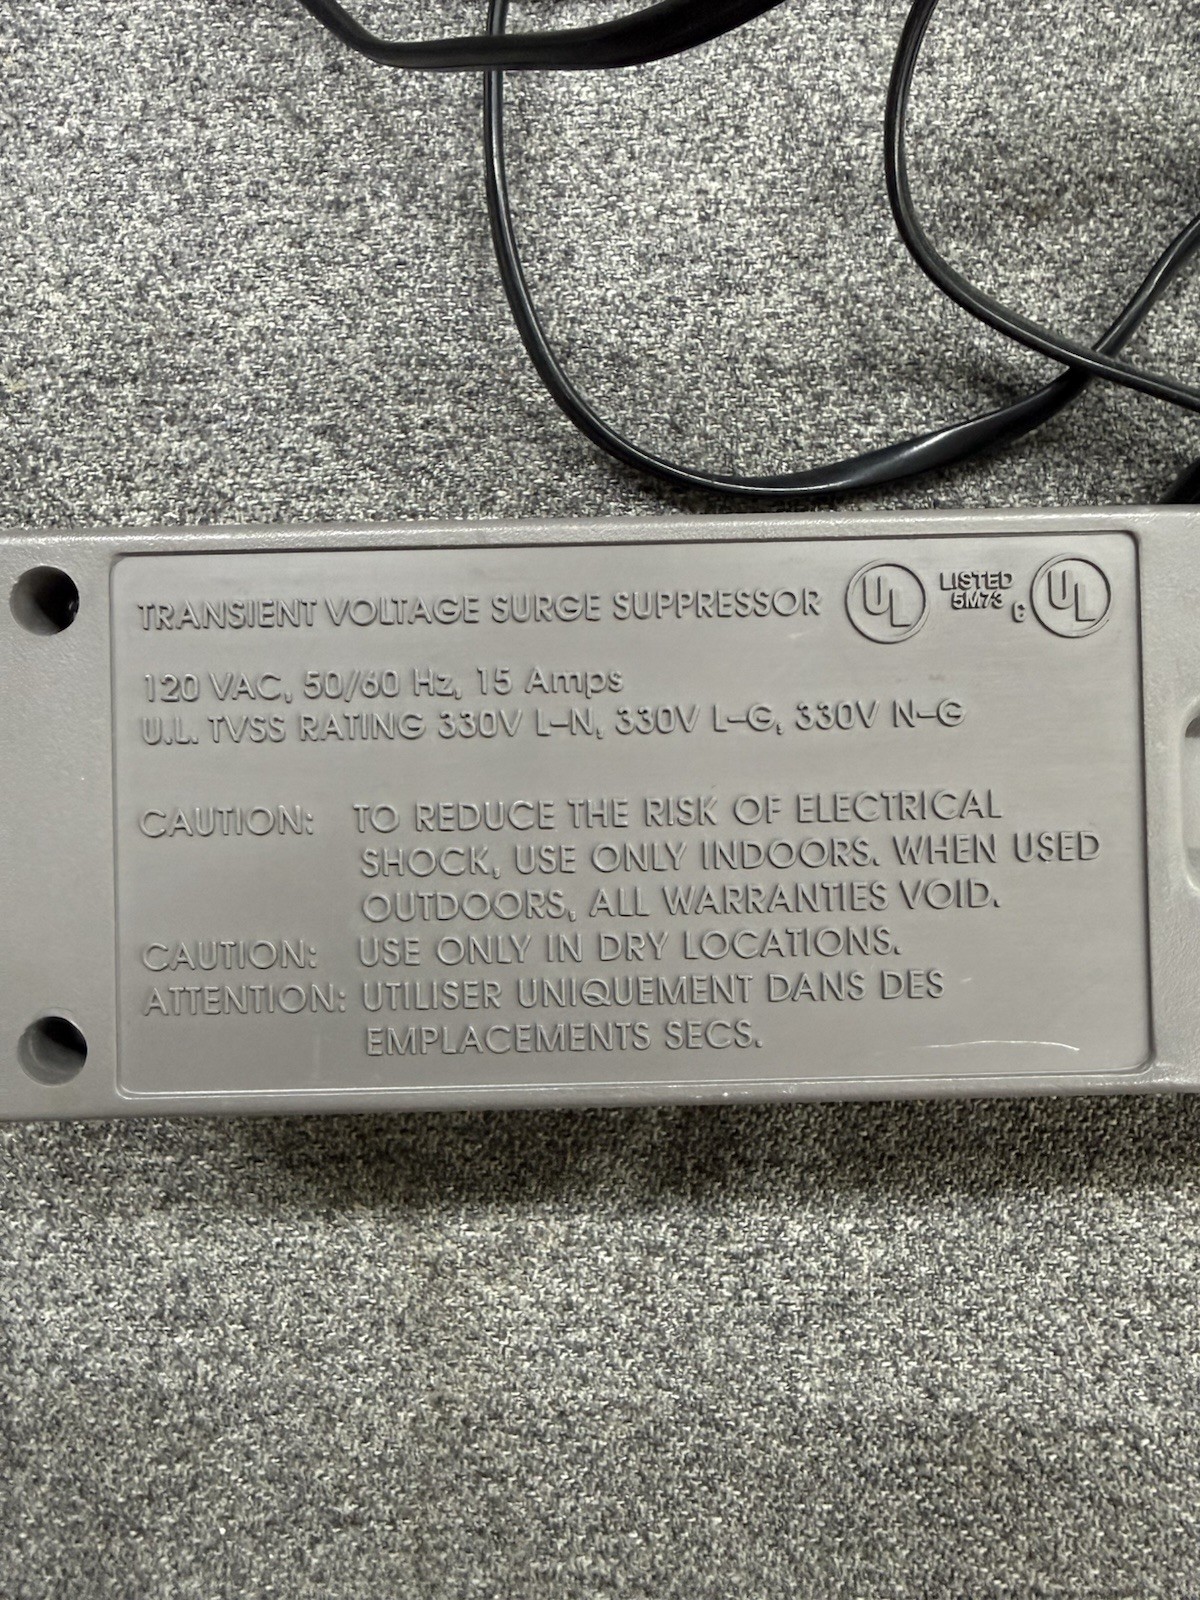 TRANSIENT VOLTAGE SURGE SUPPRESSOR UL LISTED 5M73 C UL
120 VAC, 50/60 Hz, 15 Amps
U.L. TVSS RATING 330V L-N, 330V L-G, 330V N-G
CAUTION: TO REDUCE THE RISK OF ELECTRICAL
SHOCK, USE ONLY INDOORS. WHEN USED
OUTDOORS, ALL WARRANTIES VOID.
CAUTION: USE ONLY IN DRY LOCATIONS.
ATTENTION: UTILISER UNIQUEMENT DANS DES
EMPLACEMENTS SECS.